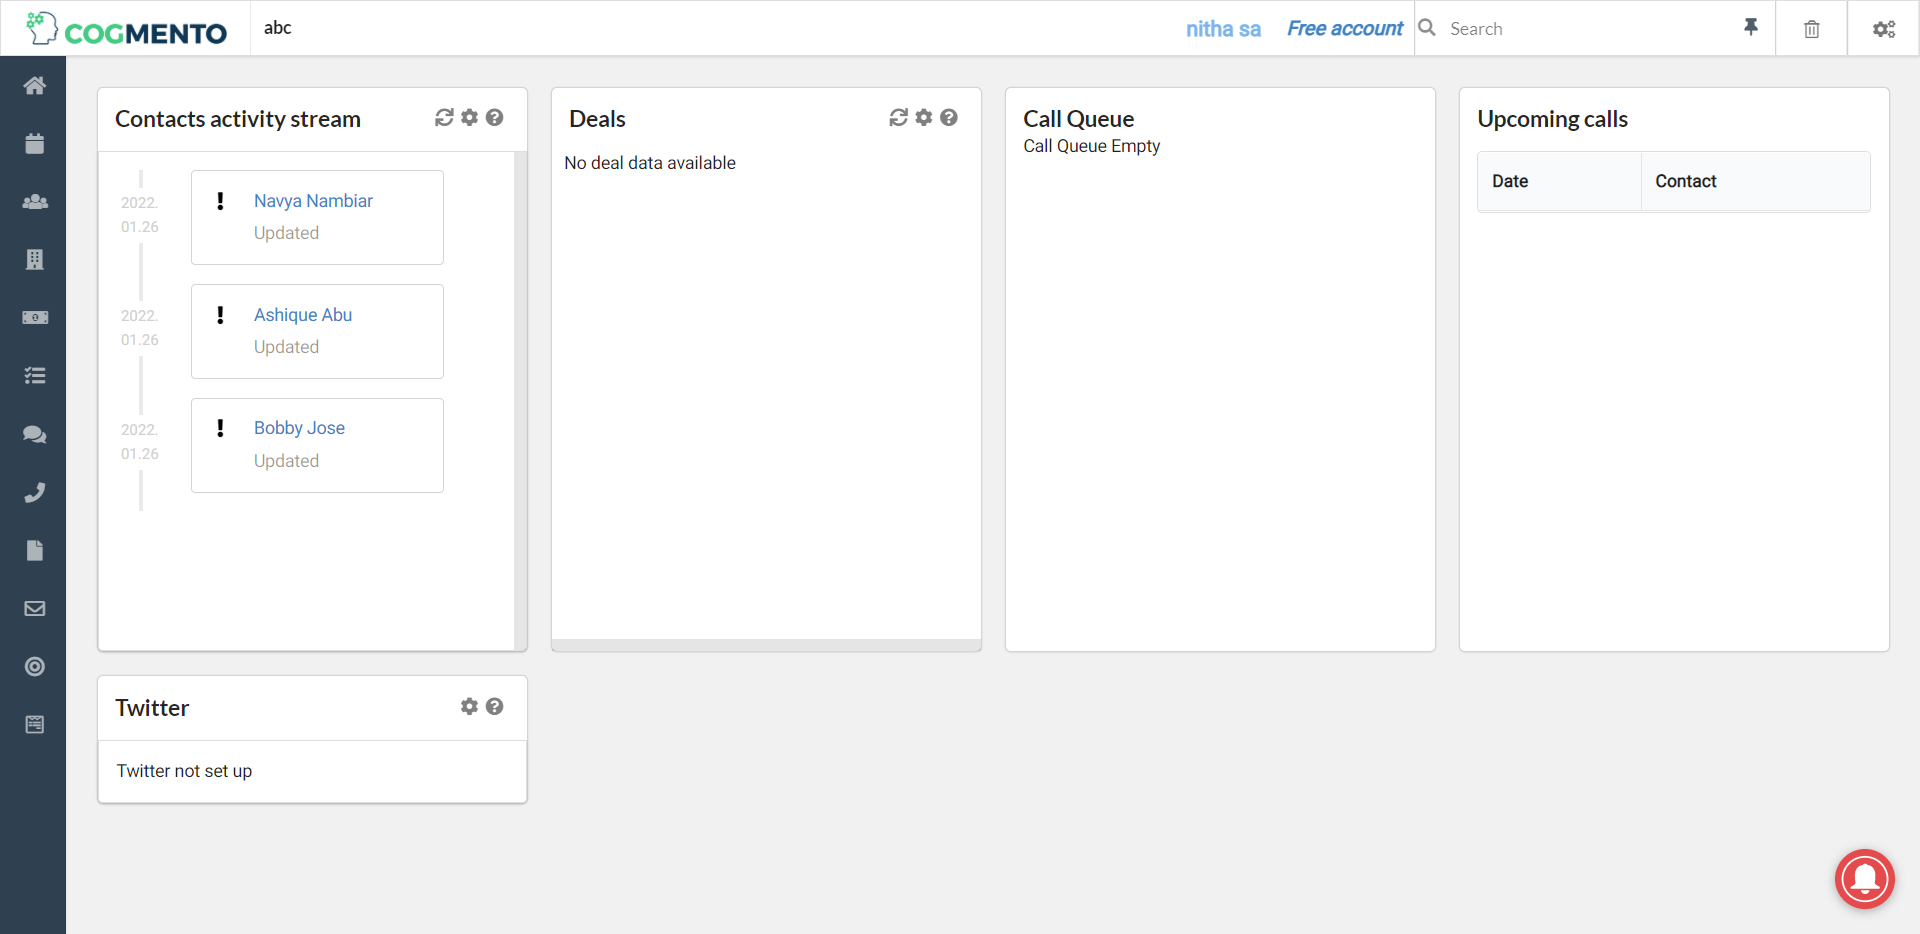 COGMENTO
abc
nitha sa
Free account
Search
Contacts activity stream
2022.
01.26
Navya Nambiar
Updated
2022.
01.26
Ashique Abu
Updated
2022.
01.26
Bobby Jose
Updated
Deals
No deal data available
Call Queue
Call Queue Empty
Upcoming calls
Date
Contact
Twitter
Twitter not set up